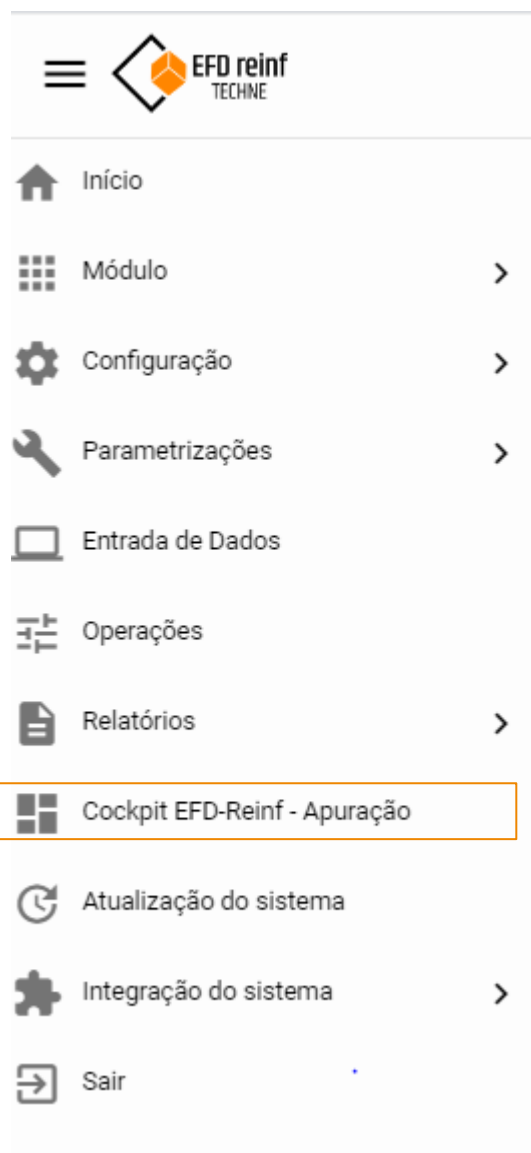 EFD reinf
TECHNE
Início
Módulo
Configuração
Parametrizações
Entrada de Dados
Operações
Relatórios
Cockpit EFD-Reinf - Apuração
Atualização do sistema
Integração do sistema
Sair